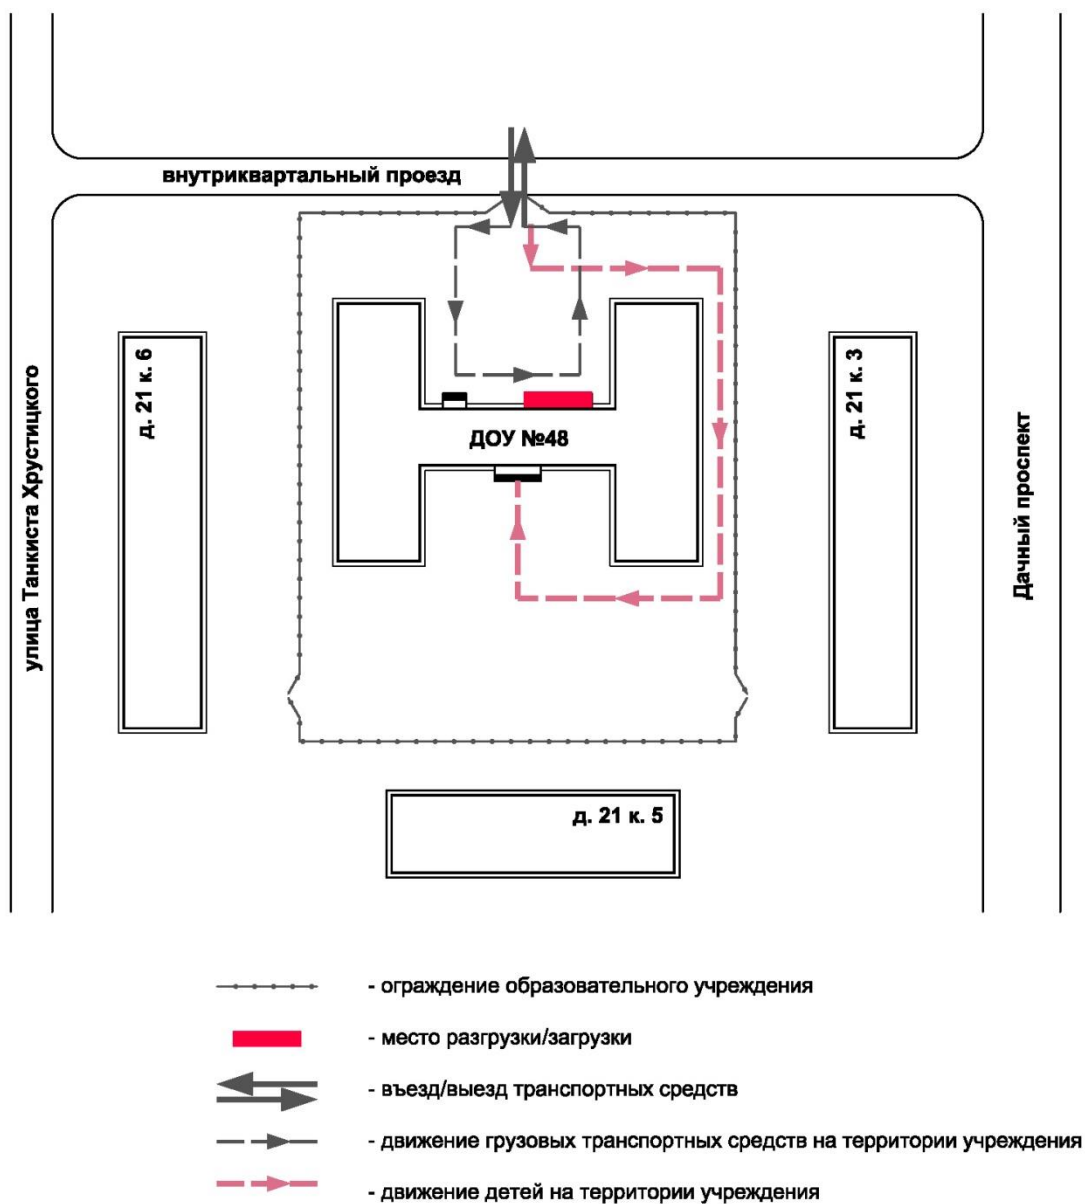 внутриквартальный проезд
улица Танкиста Хрустицкого
д. 21 к. 6
ДОУ №48
д. 21 к. 3
Дачный проспект
д. 21 к. 5
- ограждение образовательного учреждения
- место разгрузки/загрузки
- въезд/выезд транспортных средств
- движение грузовых транспортных средств на территории учреждения
- движение детей на территории учреждения